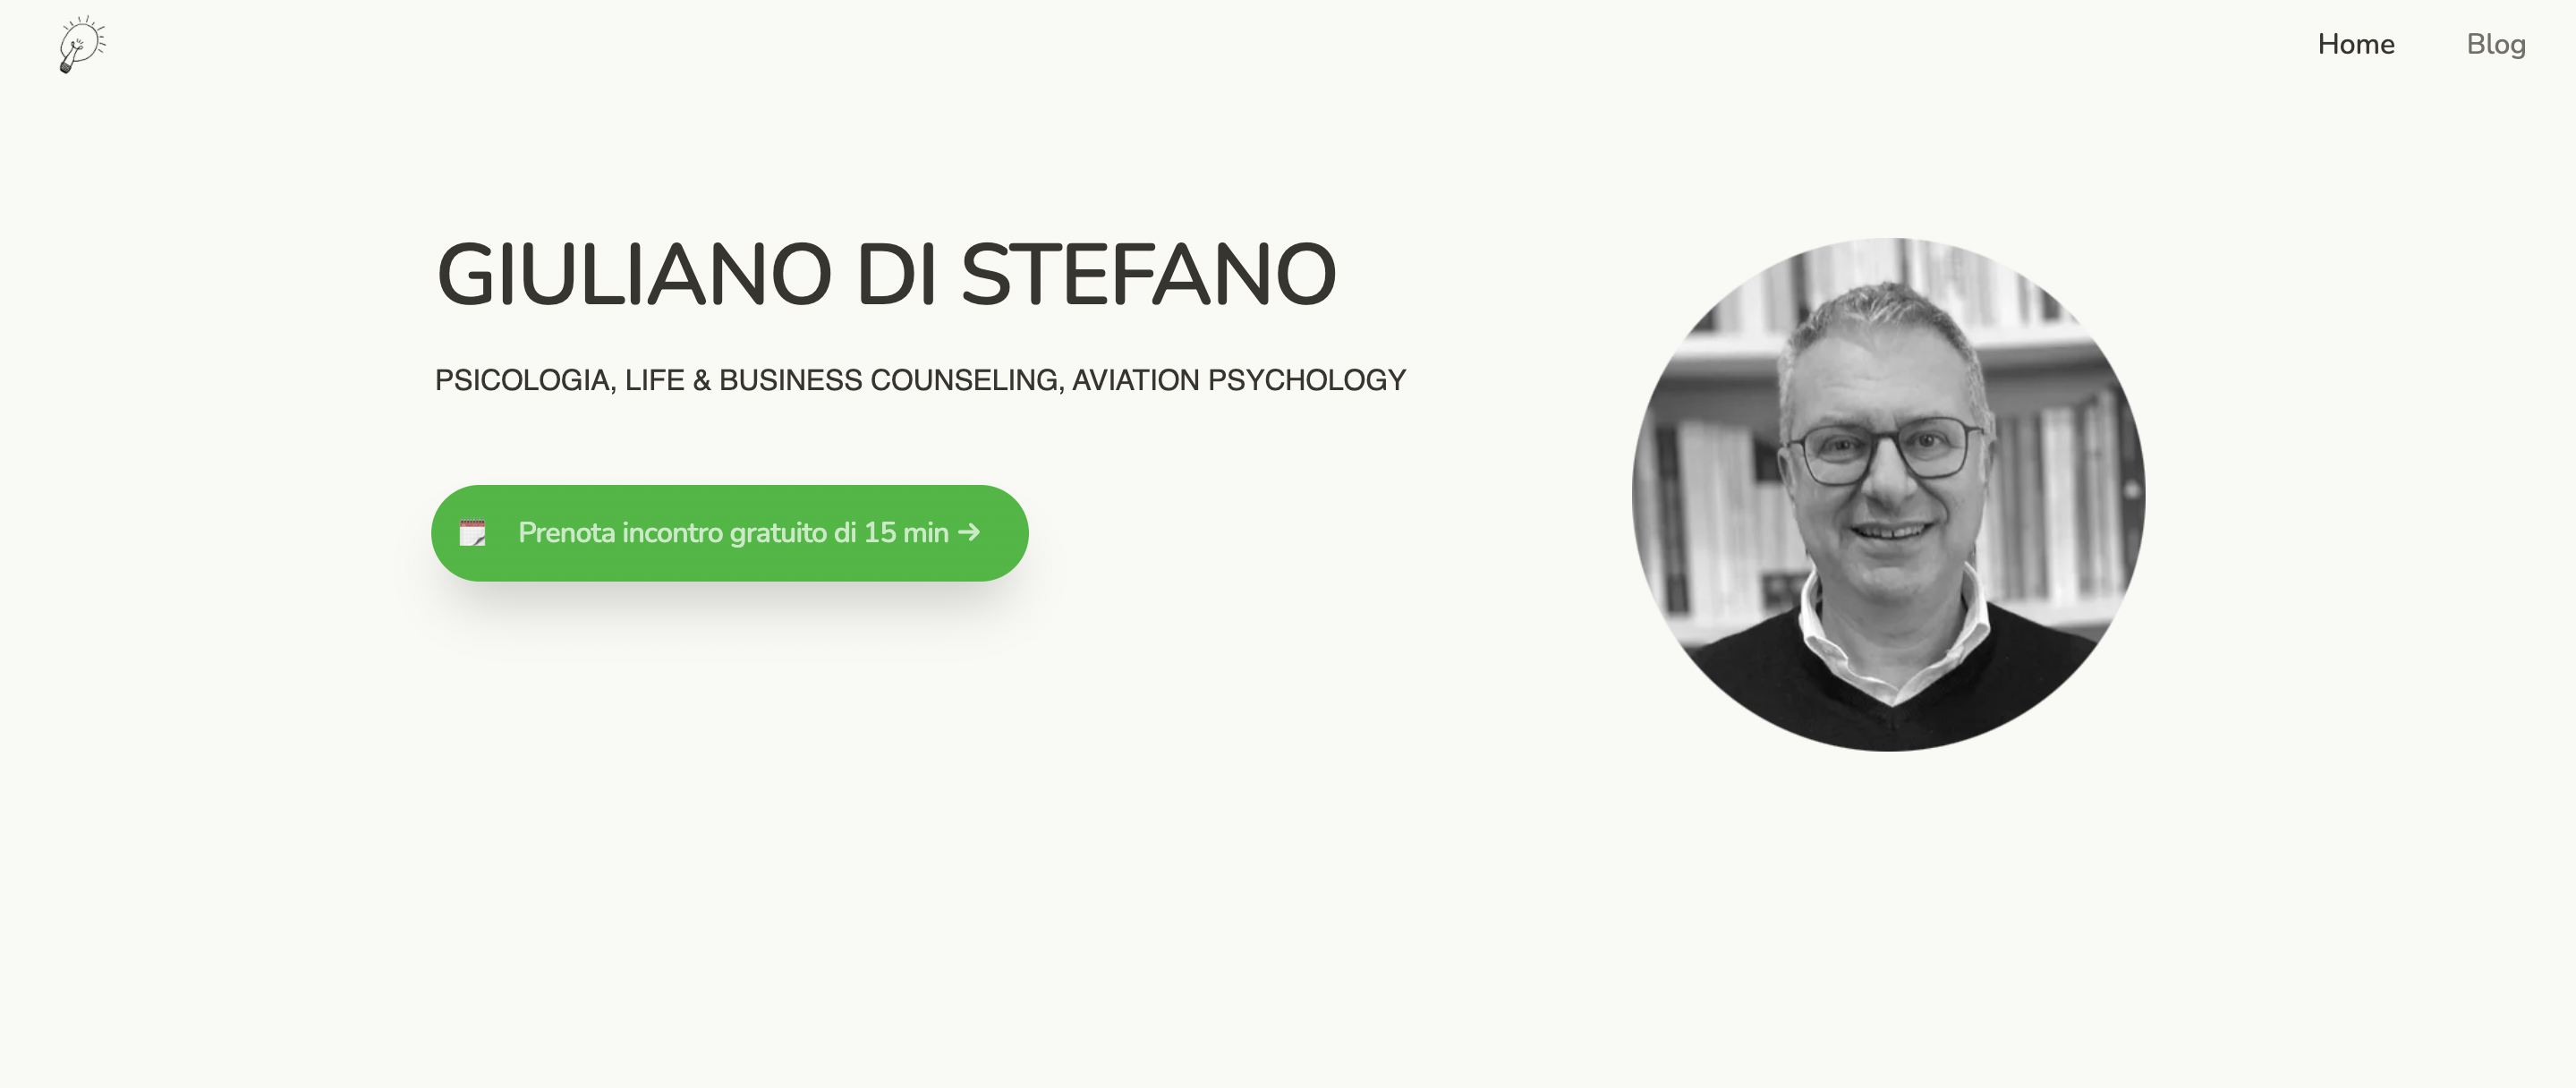 Home
Blog
GIULIANO DI STEFANO
PSICOLOGIA, LIFE & BUSINESS COUNSELING, AVIATION PSYCHOLOGY
🗓️ Prenota incontro gratuito di 15 min →